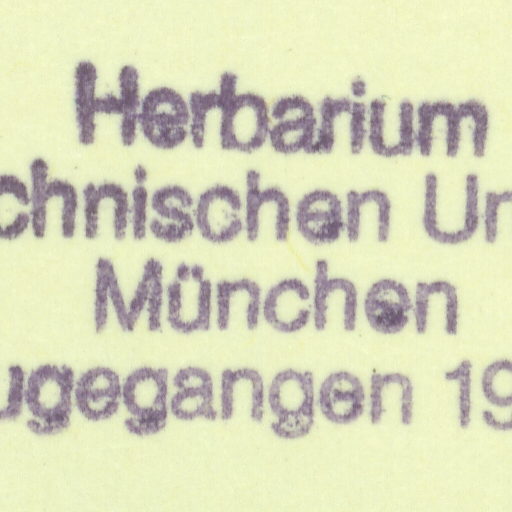 Herbarium
chnischen Un
München
ugegangen 19